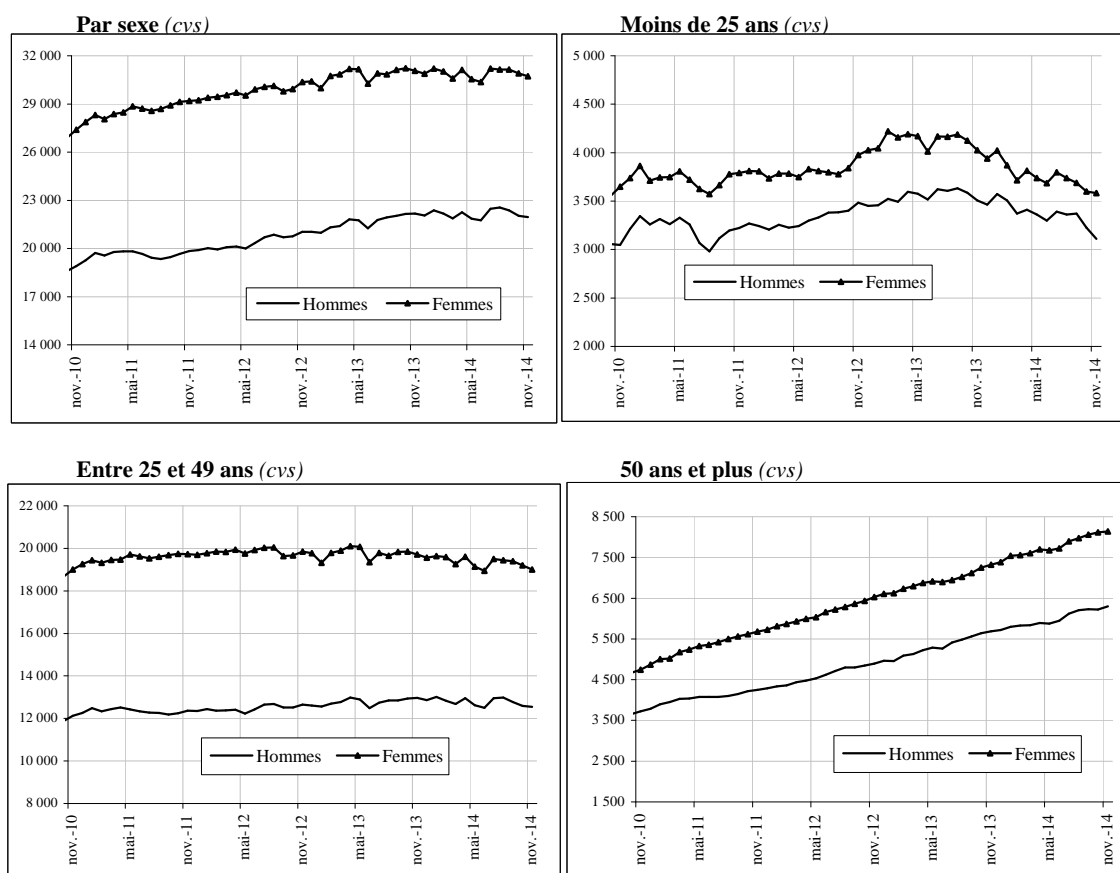 Par sexe (cvs)
32 000
29 000
26 000
23 000
20 000
17 000
14 000
Hommes Femmes
nov.-10 mai-11 nov.-11 mai-12 nov.-12 mai-13 nov.-13 mai-14 nov.-14
Moins de 25 ans (cvs)
5 000
4 500
4 000
3 500
3 000
2 500
2 000
Hommes Femmes
nov.-10 mai-11 nov.-11 mai-12 nov.-12 mai-13 nov.-13 mai-14 nov.-14
Entre 25 et 49 ans (cvs)
22 000
20 000
18 000
16 000
14 000
12 000
10 000
8 000
Hommes Femmes
nov.-10 mai-11 nov.-11 mai-12 nov.-12 mai-13 nov.-13 mai-14 nov.-14
50 ans et plus (cvs)
8 500
7 500
6 500
5 500
4 500
3 500
2 500
1 500
Hommes Femmes
nov.-10 mai-11 nov.-11 mai-12 nov.-12 mai-13 nov.-13 mai-14 nov.-14